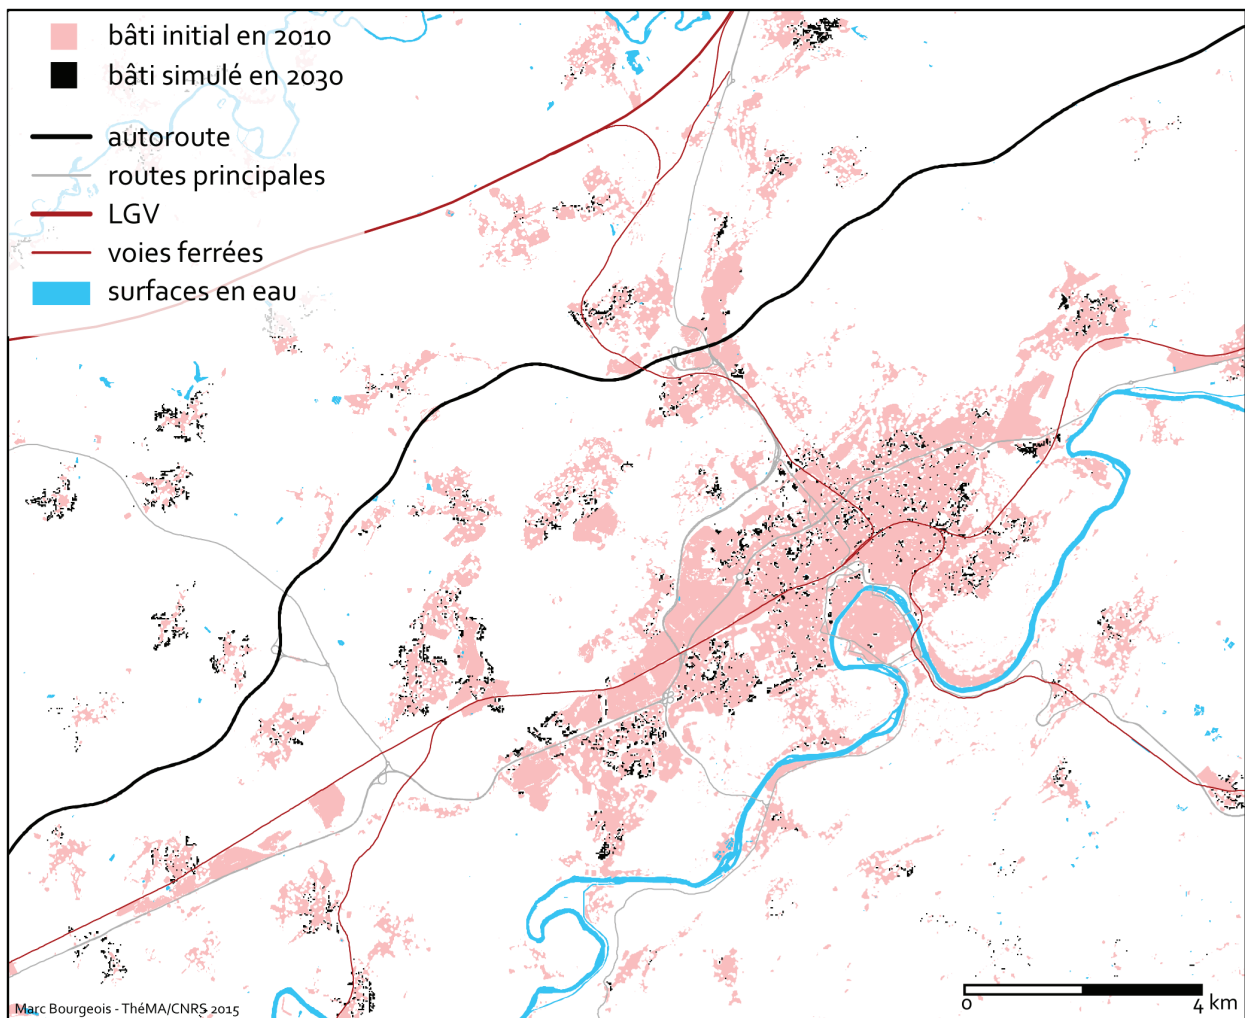 bâti initial en 2010
bâti simulé en 2030
autoroute
routes principales
LGV
voies ferrées
surfaces en eau
0 4 km
Marc Bourgeois - ThéMA/CNRS 2015